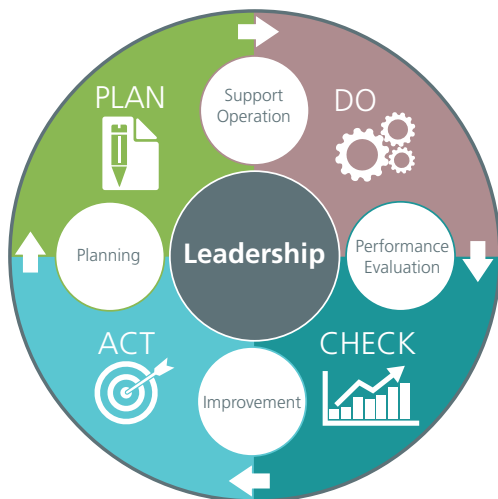 PLAN
Support
Operation
DO
Planning
Leadership
Performance
Evaluation
ACT
Improvement
CHECK